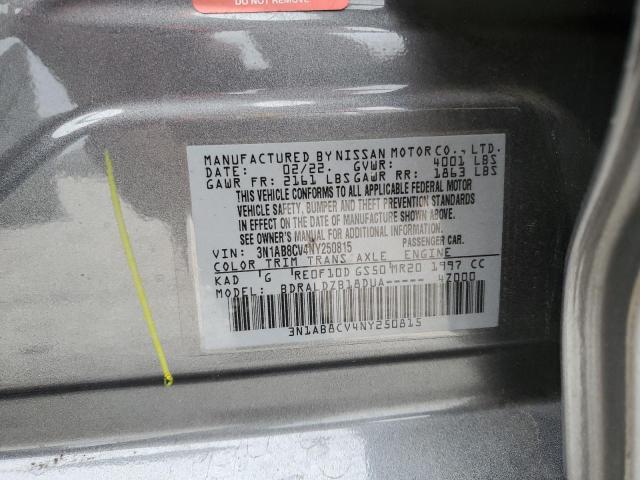 DO NOT REMOVE
MANUFACTURED BY NISSAN MOTOR CO., LTD.
DATE: 02/22. GVWR: 4001 LBS
GAWR FR: 2161 LBS GAWR RR: 1863 LBS
THIS VEHICLE CONFORMS TO ALL APPLICABLE FEDERAL MOTOR
VEHICLE SAFETY, BUMPER AND THEFT PREVENTION STANDARDS
IN EFFECT ON THE DATE OF MANUFACTURE SHOWN ABOVE.
SEE OWNER'S MANUAL FOR ADDITIONAL INFORMATION.
VIN: 3N1AB8CV4NY250815 PASSENGER CAR.
COLOR TRIM TRANS AXLE ENGINE
KAD G RE0F10D GS50 MR20 1997 CC
BDRALDZB18DUA----- 4Z000
3N1AB8CV4NY250815